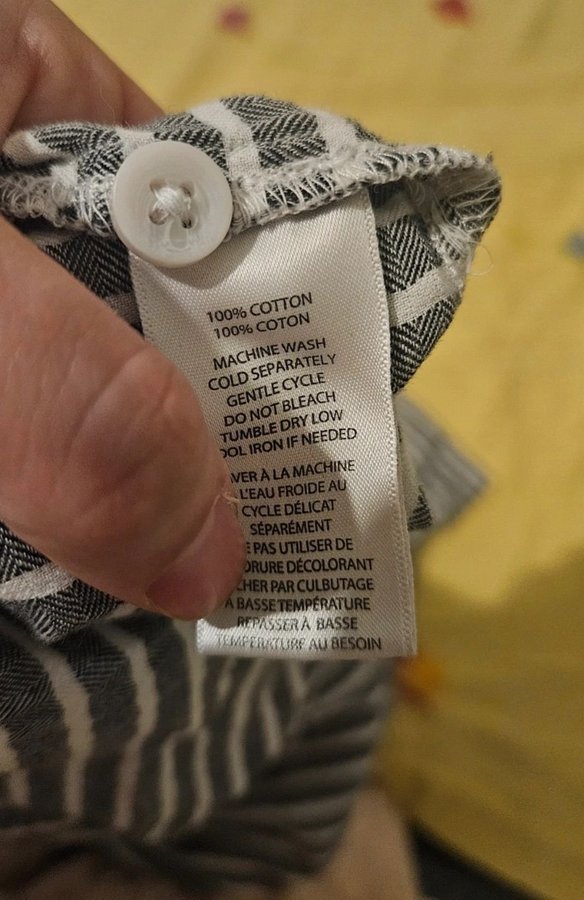 100% COTTON
100% COTON
MACHINE WASH
COLD SEPARATELY
GENTLE CYCLE
DO NOT BLEACH
TUMBLE DRY LOW
IRON IF NEEDED
À LA MACHINE
L'EAU FROIDE AU
CYCLE DÉLICAT
SÉPARÉMENT
PAS UTILISER DE
DÉCOLORANT
PAR CULBUTAGE
À BASSE TEMPÉRATURE
REPASSER À BASSE
TEMPÉRATURE AU BESOIN